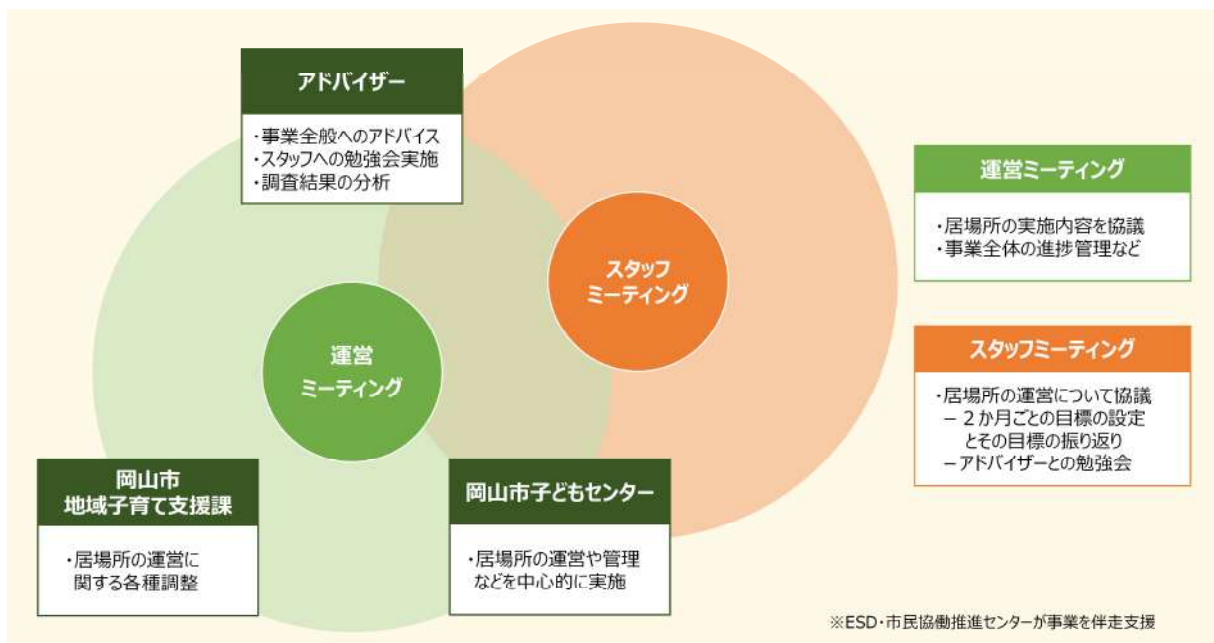 アドバイザー
・事業全般へのアドバイス
・スタッフへの勉強会実施
・調査結果の分析
スタッフ
ミーティング
運営
ミーティング
岡山市
地域子育て支援課
・居場所の運営に
関する各種調整
岡山市子どもセンター
・居場所の運営や管理
などを中心的に実施
運営ミーティング
・居場所の実施内容を協議
・事業全体の進捗管理など
スタッフミーティング
・居場所の運営について協議
－２か月ごとの目標の設定
とその目標の振り返り
－アドバイザーとの勉強会
※ESD・市民協働推進センターが事業を伴走支援